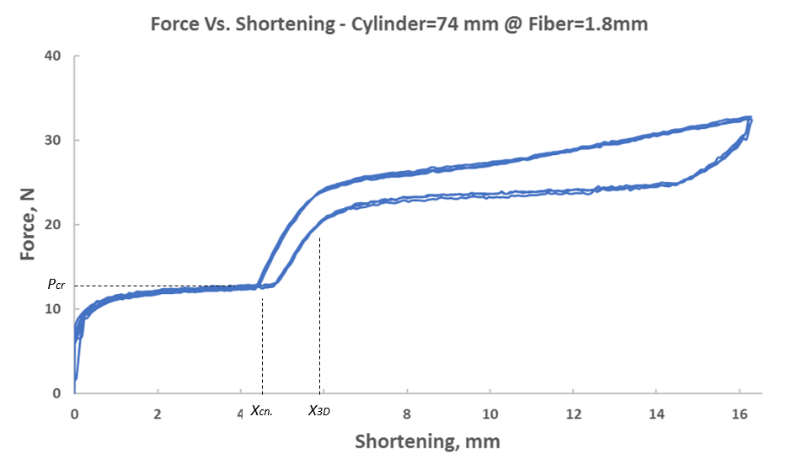 Force Vs. Shortening - Cylinder=74 mm @ Fiber=1.8mm
40
30
20
10
0
Force, N
Pcr
0 2 4 Xcn. X3D 8 10 12 14 16
Shortening, mm